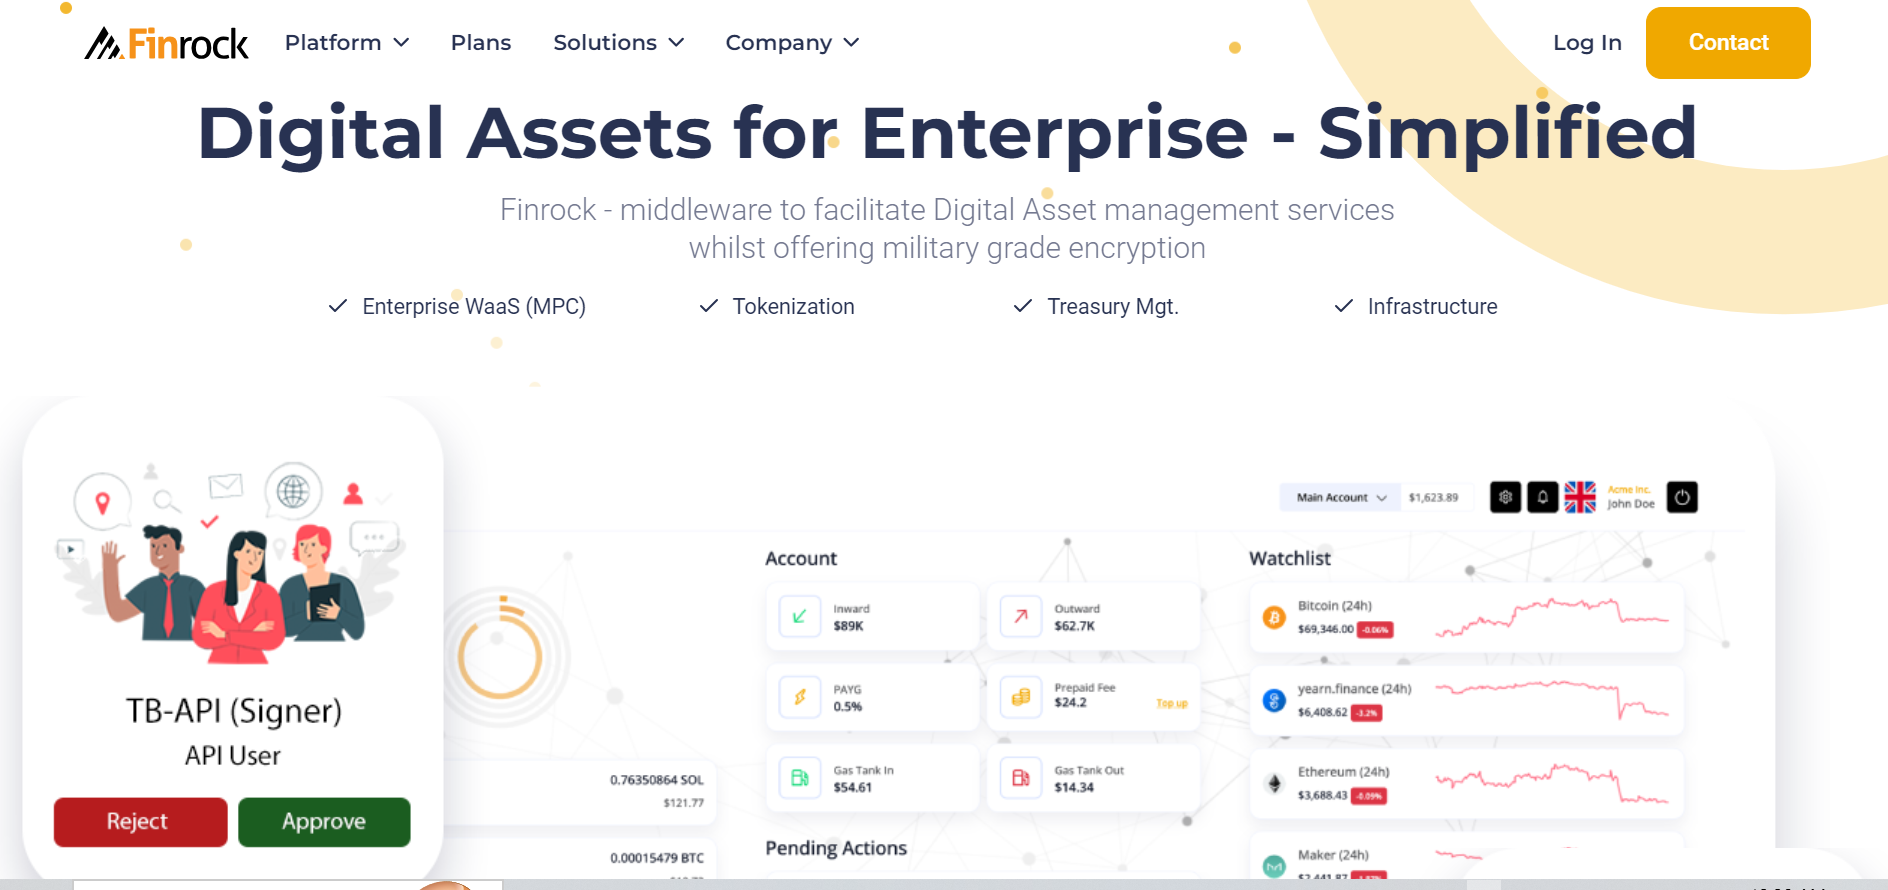 Finrock
Platform
Plans
Solutions
Company
Log In
Contact
Digital Assets for Enterprise - Simplified
Finrock - middleware to facilitate Digital Asset management services
whilst offering military grade encryption
Enterprise WaaS (MPC)
Tokenization
Treasury Mgt.
Infrastructure
TB-API (Signer)
API User
Reject
Approve
0.76350864 SOL
$121.77
0.00015479 BTC
Main Account
$1,623.89
Acme Inc.
John Doe
Account
Inward
$89K
Outward
$62.7K
PAYG
0.5%
Prepaid Fee
$24.2
Top up
Gas Tank In
$54.61
Gas Tank Out
$14.34
Pending Actions
Watchlist
Bitcoin (24h)
$69,346.00 -0.06%
yearn.finance (24h)
$6,408.62 -3.2%
Ethereum (24h)
$3,688.43 -0.09%
Maker (24h)